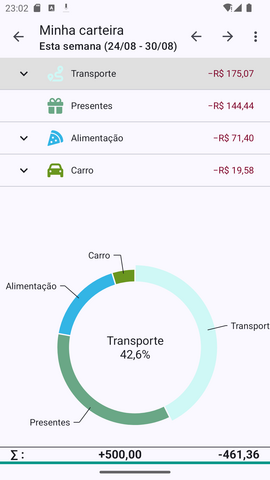 23:02
Minha carteira
Esta semana (24/08 - 30/08)
Transporte −R$ 175,07
Presentes −R$ 144,44
Alimentação −R$ 71,40
Carro −R$ 19,58
Carro
Alimentação
Transport
Transporte
42,6%
Presentes
Σ : +500,00 -461,36